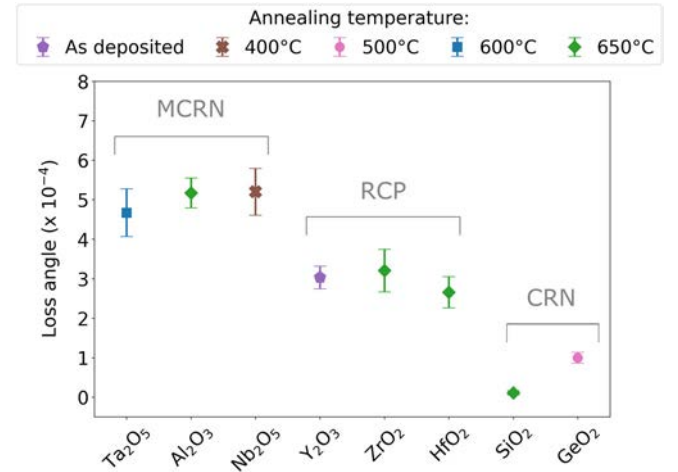 Annealing temperature:
As deposited 400°C 500°C 600°C 650°C
8
MCRN
7
6
RCP
5
4
3
CRN
2
1
0
Loss angle (x 10⁻⁴)
Ta₂O₅ Al₂O₃ Nb₂O₅ Y₂O₃ ZrO₂ HfO₂ SiO₂ GeO₂